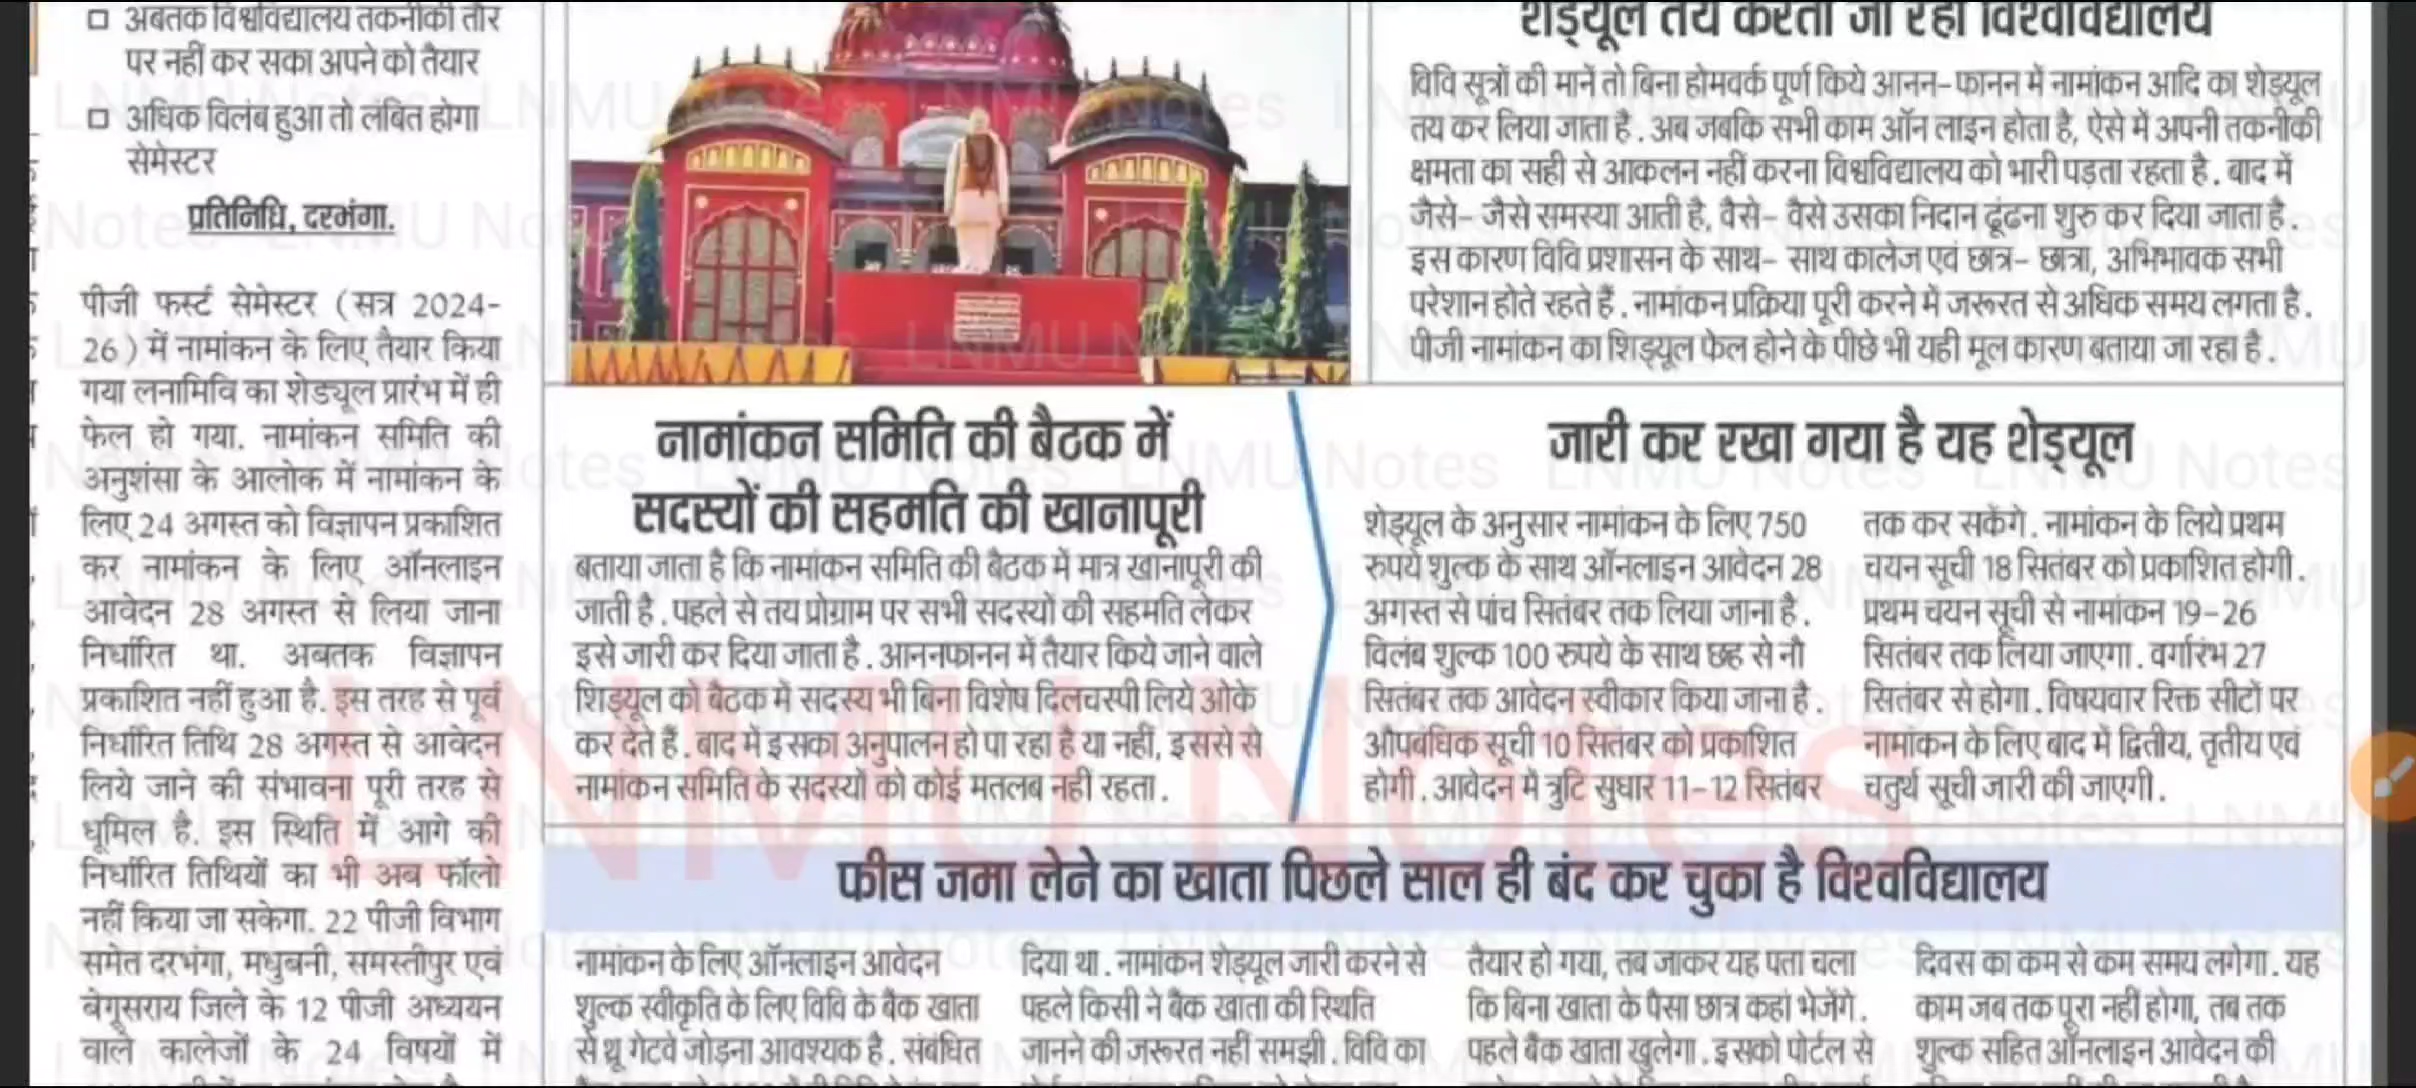 अबतक विश्वविद्यालय तकनीकी तौर
पर नहीं कर सका अपने को तैयार
अधिक विलंब हुआ तो लंबित होगा
सेमेस्टर
प्रतिनिधि, दरभंगा.
पीजी फर्स्ट सेमेस्टर (सत्र 2024-
26) में नामांकन के लिए तैयार किया
गया लनामिवि का शेड्यूल प्रारंभ में ही
फेल हो गया. नामांकन समिति की
अनुशंसा के आलोक में नामांकन के
लिए 24 अगस्त को विज्ञापन प्रकाशित
कर नामांकन के लिए ऑनलाइन
आवेदन 28 अगस्त से लिया जाना
निर्धारित था. अबतक विज्ञापन
प्रकाशित नहीं हुआ है. इस तरह से पूर्व
निर्धारित तिथि 28 अगस्त से आवेदन
लिये जाने की संभावना पूरी तरह से
धूमिल है. इस स्थिति में आगे की
निर्धारित तिथियों का भी अब फॉलो
नहीं किया जा सकेगा. 22 पीजी विभाग
समेत दरभंगा, मधुबनी, समस्तीपुर एवं
बेगूसराय जिले के 12 पीजी अध्ययन
वाले कालेजों के 24 विषयों में
शेड्यूल तय करता जा रहा विश्वविद्यालय
विवि सूत्रों की मानें तो बिना होमवर्क पूर्ण किये आनन-फानन में नामांकन आदि का शेड्यूल
तय कर लिया जाता है. अब जबकि सभी काम ऑन लाइन होता है, ऐसे में अपनी तकनीकी
क्षमता का सही से आकलन नहीं करना विश्वविद्यालय को भारी पड़ता रहता है. बाद में
जैसे- जैसे समस्या आती है, वैसे- वैसे उसका निदान ढूंढना शुरु कर दिया जाता है.
इस कारण विवि प्रशासन के साथ- साथ कालेज एवं छात्र- छात्रा, अभिभावक सभी
परेशान होते रहते हैं. नामांकन प्रक्रिया पूरी करने में जरूरत से अधिक समय लगता है.
पीजी नामांकन का शिड्यूल फेल होने के पीछे भी यही मूल कारण बताया जा रहा है.
नामांकन समिति की बैठक में
सदस्यों की सहमति की खानापूरी
बताया जाता है कि नामांकन समिति की बैठक में मात्र खानापूरी की
जाती है. पहले से तय प्रोग्राम पर सभी सदस्यों की सहमति लेकर
इसे जारी कर दिया जाता है. आननफानन में तैयार किये जाने वाले
शिड्यूल को बैठक में सदस्य भी बिना विशेष दिलचस्पी लिये ओके
कर देते हैं. बाद में इसका अनुपालन हो पा रहा है या नहीं, इससे से
नामांकन समिति के सदस्यों को कोई मतलब नहीं रहता.
जारी कर रखा गया है यह शेड्यूल
शेड्यूल के अनुसार नामांकन के लिए 750
रुपये शुल्क के साथ ऑनलाइन आवेदन 28
अगस्त से पांच सितंबर तक लिया जाना है.
विलंब शुल्क 100 रुपये के साथ छह से नौ
सितंबर तक आवेदन स्वीकार किया जाना है.
औपबंधिक सूची 10 सितंबर को प्रकाशित
होगी. आवेदन में त्रुटि सुधार 11-12 सितंबर
तक कर सकेंगे. नामांकन के लिये प्रथम
चयन सूची 18 सितंबर को प्रकाशित होगी.
प्रथम चयन सूची से नामांकन 19-26
सितंबर तक लिया जाएगा. वर्गारंभ 27
सितंबर से होगा. विषयवार रिक्त सीटों पर
नामांकन के लिए बाद में द्वितीय, तृतीय एवं
चतुर्थ सूची जारी की जाएगी.
फीस जमा लेने का खाता पिछले साल ही बंद कर चुका है विश्वविद्यालय
नामांकन के लिए ऑनलाइन आवेदन
शुल्क स्वीकृति के लिए विवि के बैंक खाता
से थ्रू गेटवे जोड़ना आवश्यक है. संबंधित
दिया था. नामांकन शेड्यूल जारी करने से
पहले किसी ने बैंक खाता की स्थिति
जानने की जरूरत नहीं समझी. विवि का
तैयार हो गया, तब जाकर यह पता चला
कि बिना खाता के पैसा छात्र कहां भेजेंगे.
पहले बैंक खाता खुलेगा. इसको पोर्टल से
दिवस का कम से कम समय लगेगा. यह
काम जब तक पूरा नहीं होगा, तब तक
शुल्क सहित ऑनलाइन आवेदन की
LNMU Notes